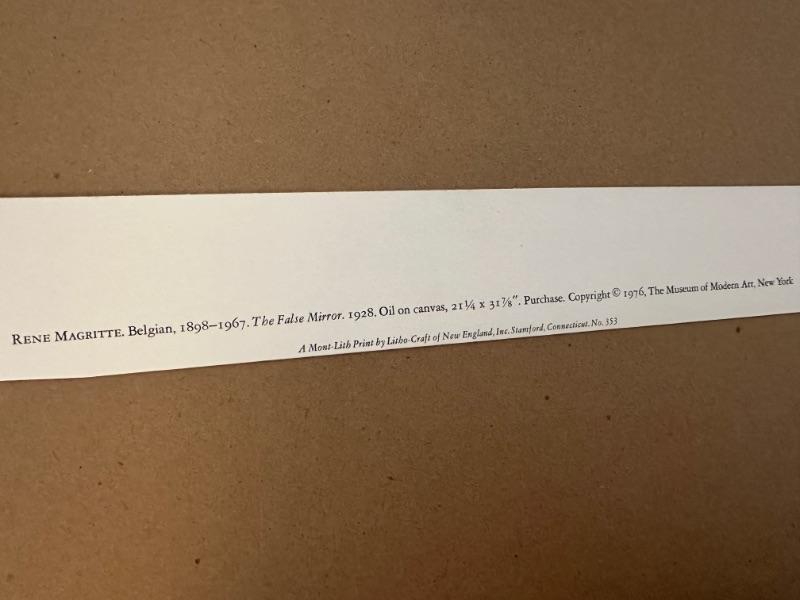 RENE MAGRITTE. Belgian, 1898–1967. The False Mirror. 1928. Oil on canvas, 21¼ x 31⅞". Purchase. Copyright © 1976, The Museum of Modern Art, New York
A Mont-Lith Print by Litho-Craft of New England, Inc. Stamford, Connecticut. No. 353